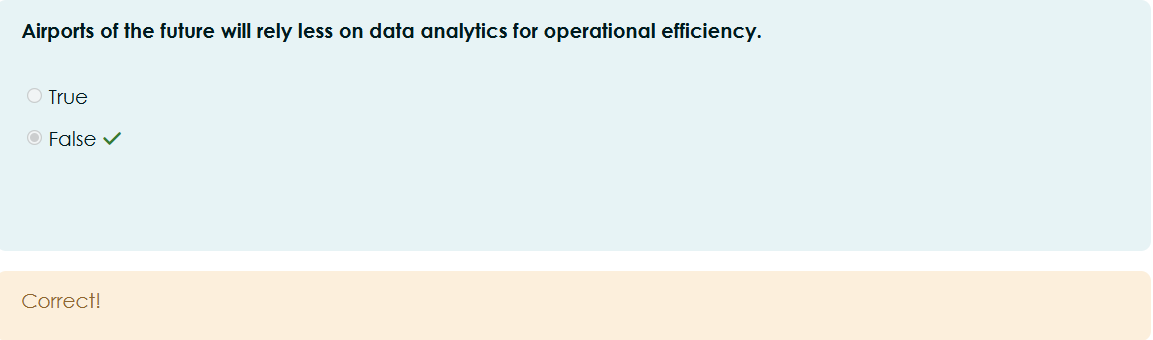 Airports of the future will rely less on data analytics for operational efficiency.
True
False
Correct!